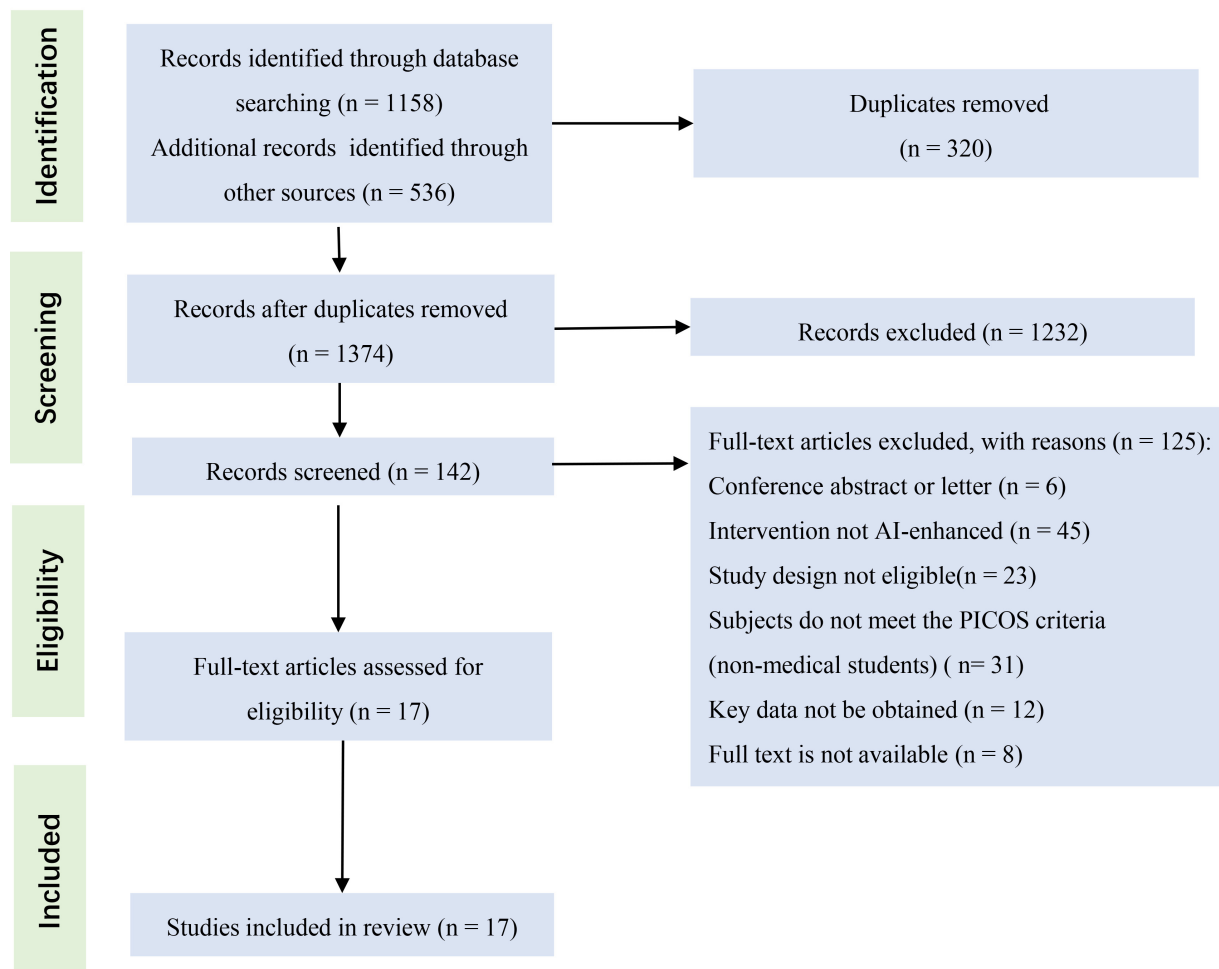 Identification
Records identified through database
searching (n = 1158)
Additional records identified through
other sources (n = 536)
Duplicates removed
(n = 320)
Screening
Records after duplicates removed
(n = 1374)
Records excluded (n = 1232)
Records screened (n = 142)
Full-text articles excluded, with reasons (n = 125):
Conference abstract or letter (n = 6)
Intervention not AI-enhanced (n = 45)
Study design not eligible(n = 23)
Subjects do not meet the PICOS criteria
(non-medical students) ( n= 31)
Key data not be obtained (n = 12)
Full text is not available (n = 8)
Eligibility
Full-text articles assessed for
eligibility (n = 17)
Included
Studies included in review (n = 17)